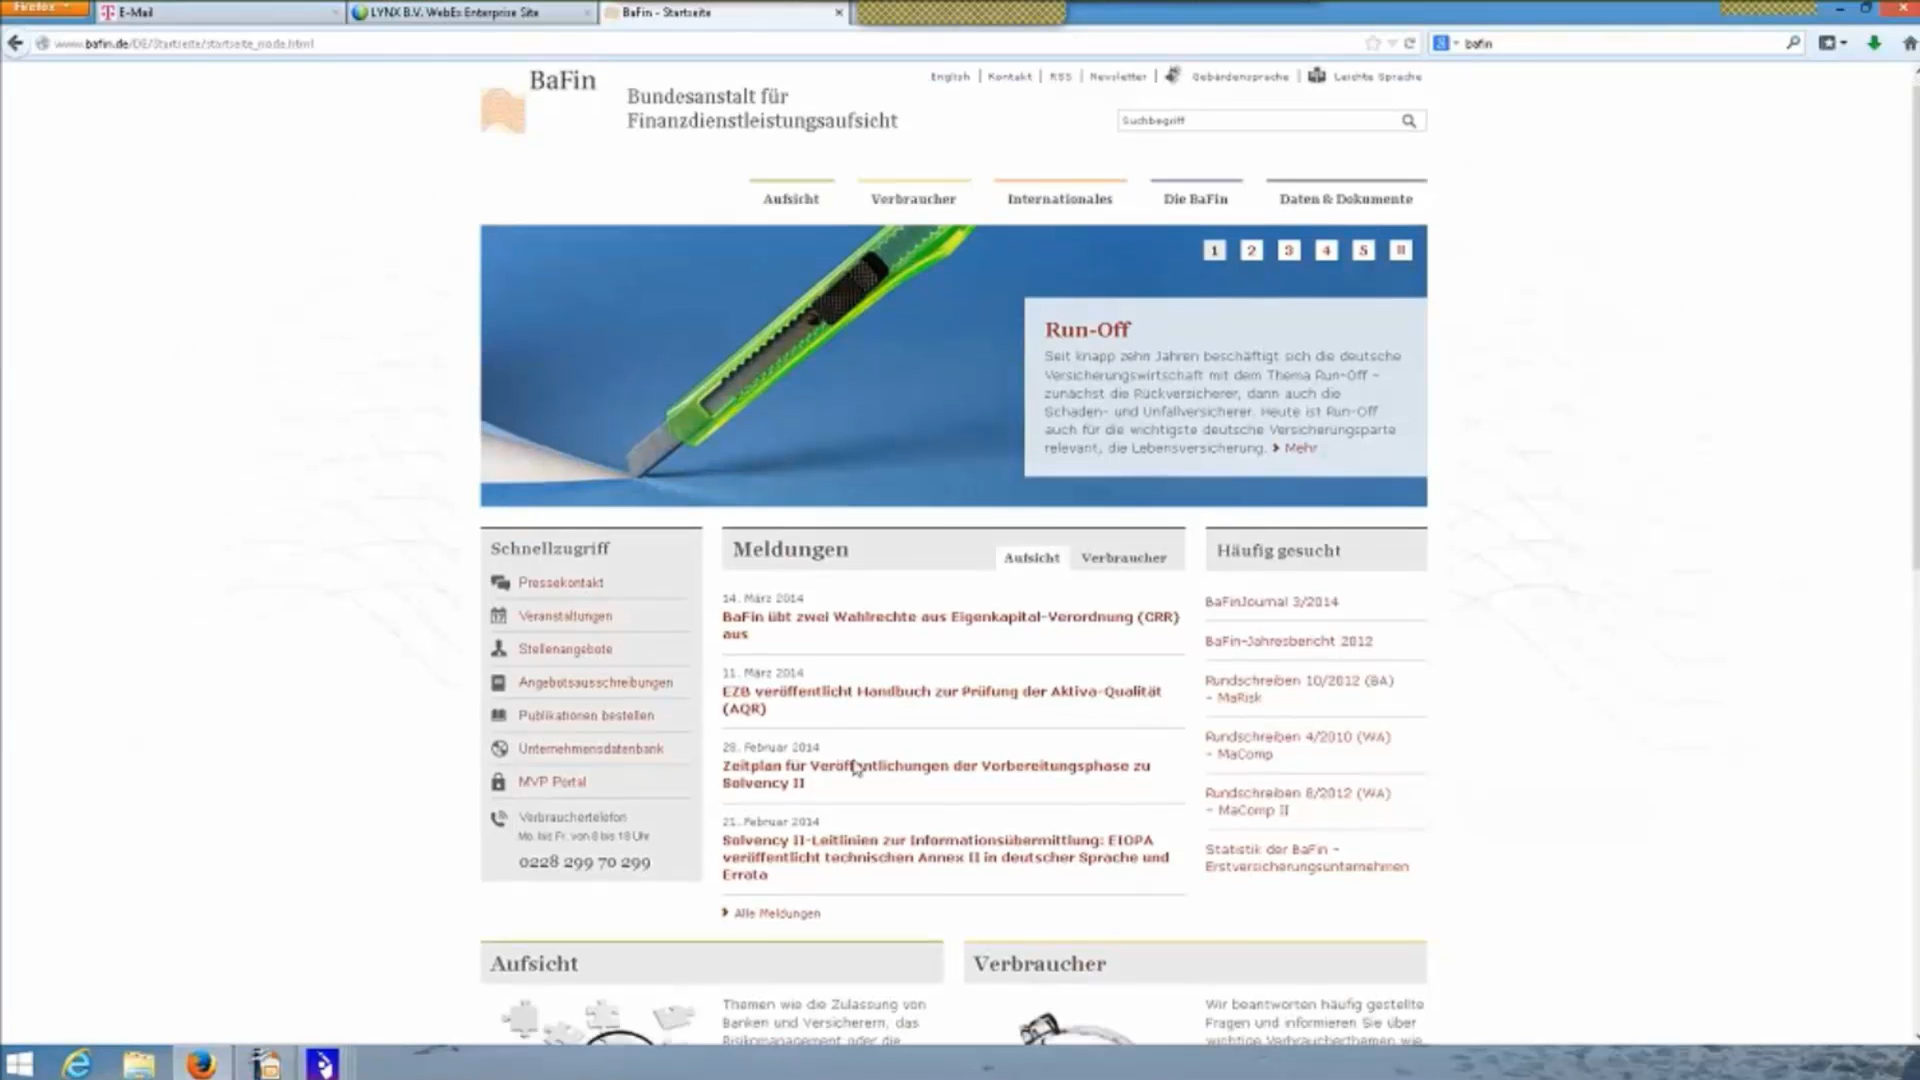 Firefox
E-Mail
LYNX B.V. WebEx Enterprise Site
BaFin - Startseite
www.bafin.de/DE/Startseite/startseite_node.html
bafin
BaFin
Bundesanstalt für
Finanzdienstleistungsaufsicht
English | Kontakt | RSS | Newsletter | Gebärdensprache | Leichte Sprache
Suchbegriff
Aufsicht
Verbraucher
Internationales
Die BaFin
Daten & Dokumente
1 2 3 4 5
Run-Off
Seit knapp zehn Jahren beschäftigt sich die deutsche
Versicherungswirtschaft mit dem Thema Run-Off –
zunächst die Rückversicherer, dann auch die
Schaden- und Unfallversicherer. Heute ist Run-Off
auch für die wichtigste deutsche Versicherungsparte
relevant, die Lebensversicherung. Mehr
Schnellzugriff
Pressekontakt
Veranstaltungen
Stellenangebote
Angebotsausschreibungen
Publikationen bestellen
Unternehmensdatenbank
MVP Portal
Verbrauchertelefon
Mo. bis Fr. von 8 bis 18 Uhr
0228 299 70 299
Meldungen
Aufsicht
Verbraucher
14. März 2014
BaFin übt zwei Wahlrechte aus Eigenkapital-Verordnung (CRR)
aus
11. März 2014
EZB veröffentlicht Handbuch zur Prüfung der Aktiva-Qualität
(AQR)
28. Februar 2014
Zeitplan für Veröffentlichungen der Vorbereitungsphase zu
Solvency II
21. Februar 2014
Solvency II-Leitlinien zur Informationsübermittlung: EIOPA
veröffentlicht technischen Annex II in deutscher Sprache und
Errata
Alle Meldungen
Häufig gesucht
BaFinJournal 3/2014
BaFin-Jahresbericht 2012
Rundschreiben 10/2012 (BA)
– MaRisk
Rundschreiben 4/2010 (WA)
– MaComp
Rundschreiben 8/2012 (WA)
– MaComp II
Statistik der BaFin –
Erstversicherungsunternehmen
Aufsicht
Themen wie die Zulassung von
Banken und Versicherern, das
Risikomanagement oder die
Verbraucher
Wir beantworten häufig gestellte
Fragen und informieren Sie über
wichtige Verbraucherthemen wie